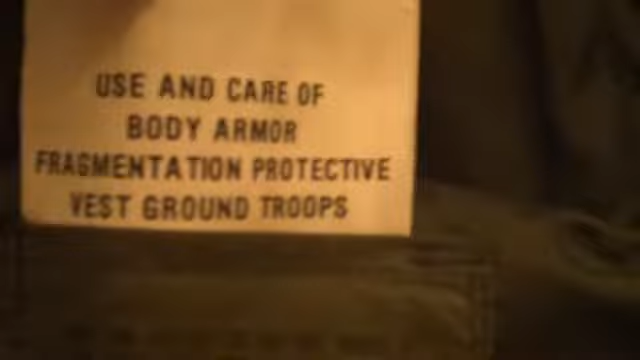 USE AND CARE OF
BODY ARMOR
FRAGMENTATION PROTECTIVE
VEST GROUND TROOPS